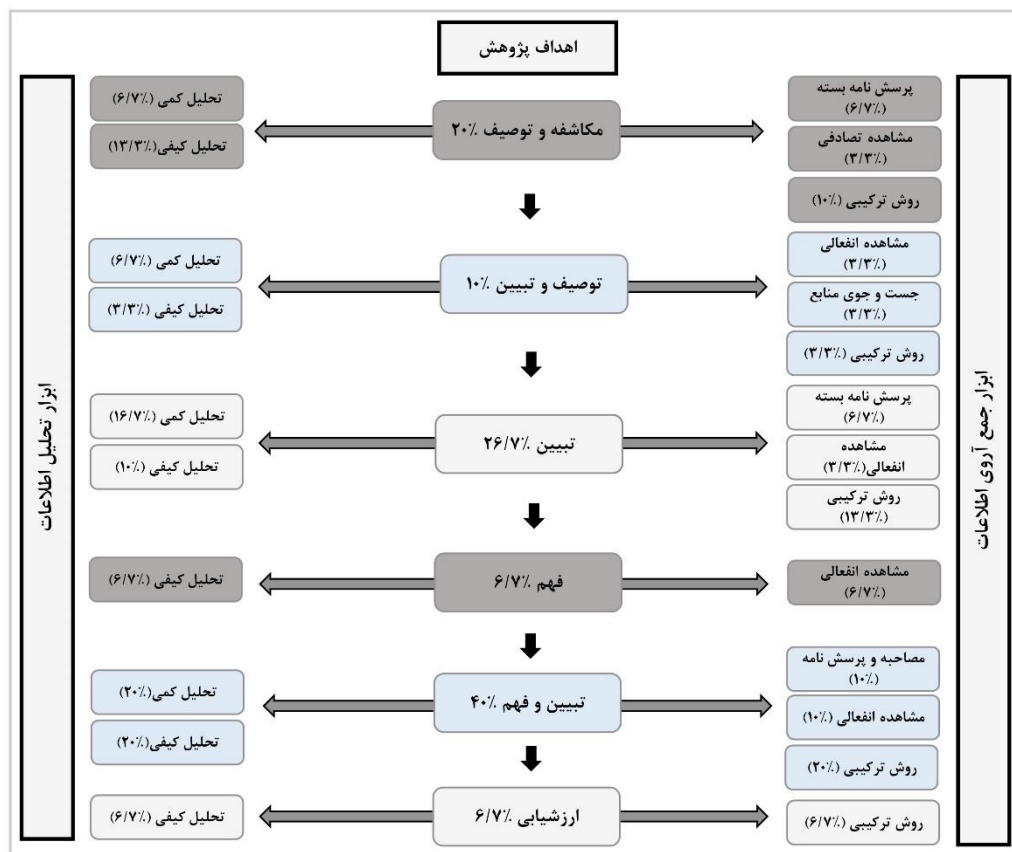 اهداف پژوهش
ابزار جمع آروی اطلاعات
ابزار تحلیل اطلاعات
پرسش نامه بسته
(۶/۷٪)
مشاهده تصادفی
(۳/۳٪)
روش ترکیبی (۱۰٪)
مکاشفه و توصیف ۲۰٪
تحلیل کمی (۶/۷٪)
تحلیل کیفی(۱۳/۳٪)
مشاهده انفعالی
(۳/۳٪)
جست و جوی منابع
(۳/۳٪)
روش ترکیبی (۳/۳٪)
توصیف و تبیین ۱۰٪
تحلیل کمی (۶/۷٪)
تحلیل کیفی (۳/۳٪)
پرسش نامه بسته
(۶/۷٪)
مشاهده
انفعالی(۳/۳٪)
روش ترکیبی
(۱۳/۳٪)
تبیین ۲۶/۷٪
تحلیل کمی (۱۶/۷٪)
تحلیل کیفی (۱۰٪)
مشاهده انفعالی
(۶/۷٪)
فهم ۶/۷٪
تحلیل کیفی (۶/۷٪)
مصاحبه و پرسش نامه
(۱۰٪)
مشاهده انفعالی (۱۰٪)
روش ترکیبی (۲۰٪)
تبیین و فهم ۴۰٪
تحلیل کمی(۲۰٪)
تحلیل کیفی(۲۰٪)
روش ترکیبی (۶/۷٪)
ارزشیابی ۶/۷٪
تحلیل کیفی (۶/۷٪)